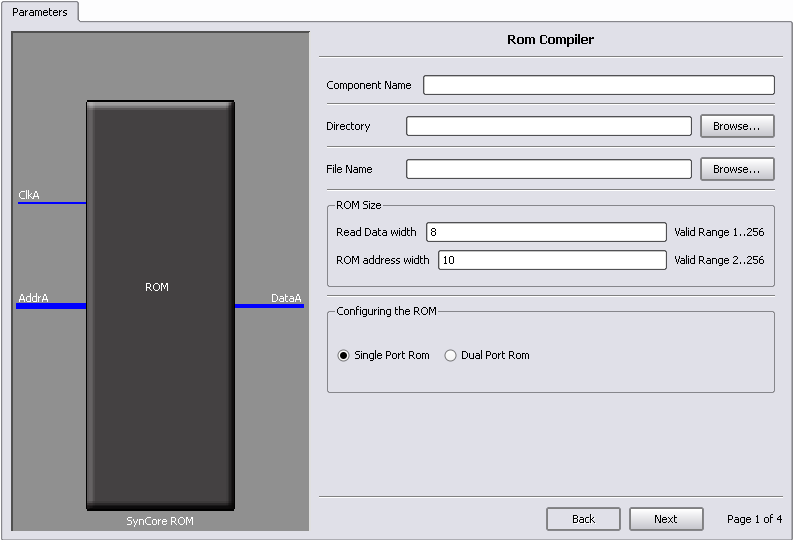 Parameters
Rom Compiler
Component Name
Directory
Browse...
File Name
Browse...
ROM Size
Read Data width 8 Valid Range 1..256
ROM address width 10 Valid Range 2..256
Configuring the ROM
Single Port Rom Dual Port Rom
ClkA
AddrA
ROM
DataA
SynCore ROM
Back Next Page 1 of 4